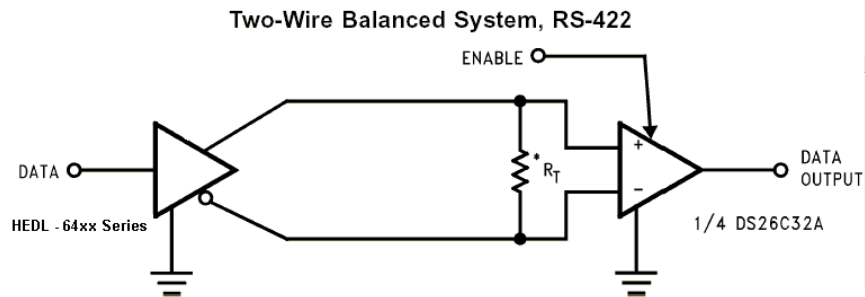 Two-Wire Balanced System, RS-422
ENABLE
DATA
HEDL - 64xx Series
* RT
+
−
DATA
OUTPUT
1/4 DS26C32A